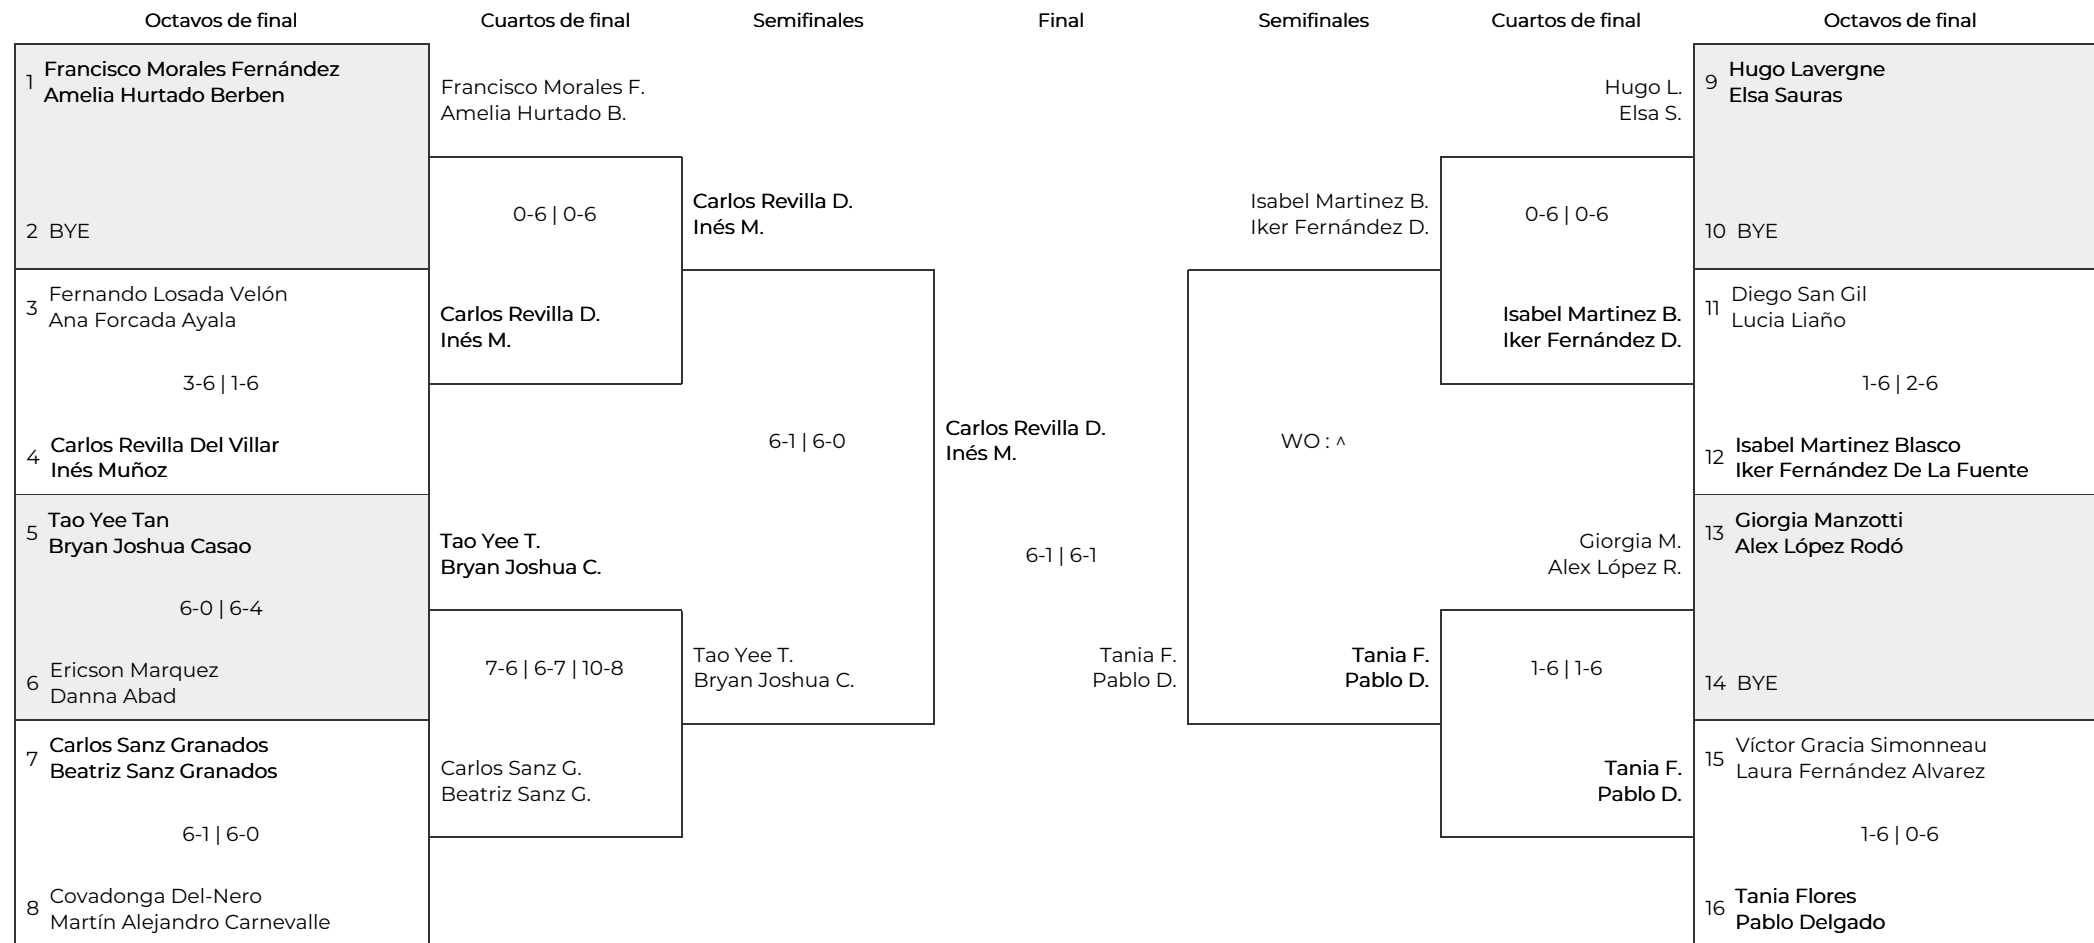 Octavos de final
Cuartos de final
Semifinales
Final
Semifinales
Cuartos de final
Octavos de final
1 Francisco Morales Fernández
Amelia Hurtado Berben
2 BYE
3 Fernando Losada Velón
Ana Forcada Ayala
3-6 | 1-6
4 Carlos Revilla Del Villar
Inés Muñoz
5 Tao Yee Tan
Bryan Joshua Casao
6-0 | 6-4
6 Ericson Marquez
Danna Abad
7 Carlos Sanz Granados
Beatriz Sanz Granados
6-1 | 6-0
8 Covadonga Del-Nero
Martín Alejandro Carnevalle
Francisco Morales F.
Amelia Hurtado B.
0-6 | 0-6
Carlos Revilla D.
Inés M.
Tao Yee T.
Bryan Joshua C.
7-6 | 6-7 | 10-8
Carlos Sanz G.
Beatriz Sanz G.
Carlos Revilla D.
Inés M.
6-1 | 6-0
Tao Yee T.
Bryan Joshua C.
Carlos Revilla D.
Inés M.
6-1 | 6-1
Tania F.
Pablo D.
Isabel Martinez B.
Iker Fernández D.
WO : ^
Tania F.
Pablo D.
Hugo L.
Elsa S.
0-6 | 0-6
Isabel Martinez B.
Iker Fernández D.
Giorgia M.
Alex López R.
1-6 | 1-6
Tania F.
Pablo D.
9 Hugo Lavergne
Elsa Sauras
10 BYE
11 Diego San Gil
Lucia Liaño
1-6 | 2-6
12 Isabel Martinez Blasco
Iker Fernández De La Fuente
13 Giorgia Manzotti
Alex López Rodó
14 BYE
15 Víctor Gracia Simonneau
Laura Fernández Alvarez
1-6 | 0-6
16 Tania Flores
Pablo Delgado